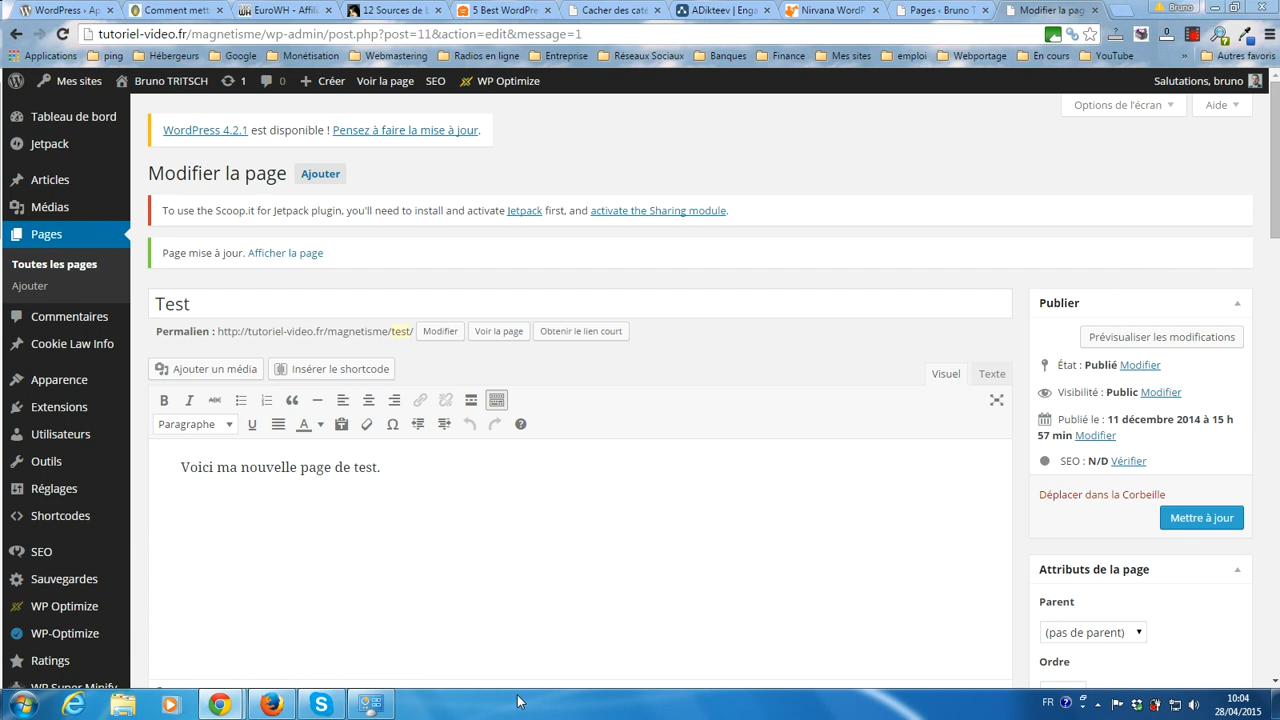 WordPress › Ap
Comment mett
EuroWH - Affili
12 Sources de L
5 Best WordPre
Cacher des caté
ADikteev | Eng
Nirvana WordP
Pages ‹ Bruno T
Modifier la pag
Bruno
tutoriel-video.fr/magnetisme/wp-admin/post.php?post=11&action=edit&message=1
Applications
ping
Hébergeurs
Google
Monétisation
Webmastering
Radios en ligne
Entreprise
Réseaux Sociaux
Banques
Finance
Mes sites
emploi
Webportage
En cours
YouTube
»
Autres favoris
Mes sites
Bruno TRITSCH
1
0
Créer
Voir la page
SEO
WP Optimize
Salutations, bruno
Options de l'écran
Aide
Tableau de bord
Jetpack
Articles
Médias
Pages
Toutes les pages
Ajouter
Commentaires
Cookie Law Info
Apparence
Extensions
Utilisateurs
Outils
Réglages
Shortcodes
SEO
Sauvegardes
WP Optimize
WP-Optimize
Ratings
WP Super Minify
WordPress 4.2.1 est disponible ! Pensez à faire la mise à jour.
Modifier la page Ajouter
To use the Scoop.it for Jetpack plugin, you'll need to install and activate Jetpack first, and activate the Sharing module.
Page mise à jour. Afficher la page
Test
Permalien : http://tutoriel-video.fr/magnetisme/test/ Modifier Voir la page Obtenir le lien court
Ajouter un média
Insérer le shortcode
Visuel
Texte
B I ABC
Paragraphe
U A Ω
Voici ma nouvelle page de test.
Publier
Prévisualiser les modifications
État : Publié Modifier
Visibilité : Public Modifier
Publié le : 11 décembre 2014 à 15 h
57 min Modifier
SEO : N/D Vérifier
Déplacer dans la Corbeille
Mettre à jour
Attributs de la page
Parent
(pas de parent)
Ordre
FR
10:04
28/04/2015